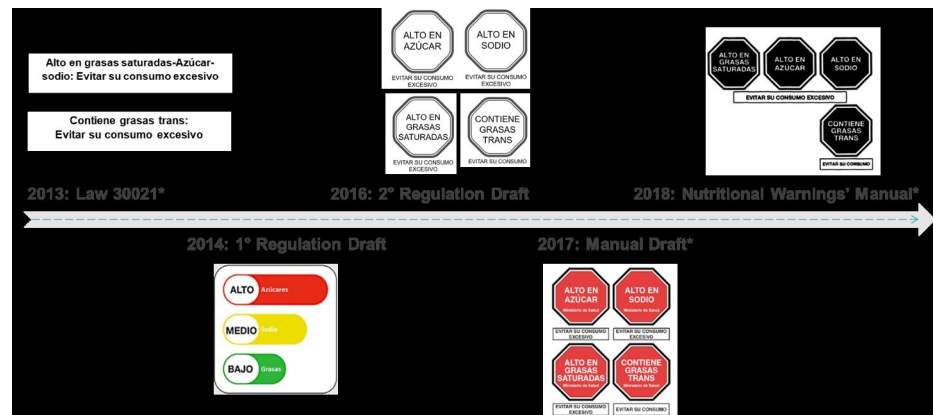 Alto en grasas saturadas-Azúcar-
sodio: Evitar su consumo excesivo
Contiene grasas trans:
Evitar su consumo excesivo
2013: Law 30021*
ALTO EN
AZÚCAR
EVITAR SU CONSUMO
EXCESIVO
ALTO EN
SODIO
EVITAR SU CONSUMO
EXCESIVO
ALTO EN
GRASAS
SATURADAS
EVITAR SU CONSUMO
EXCESIVO
CONTIENE
GRASAS
TRANS
EVITAR SU CONSUMO
EXCESIVO
2016: 2° Regulation Draft
ALTO EN
GRASAS
SATURADAS
ALTO EN
AZÚCAR
ALTO EN
SODIO
EVITAR SU CONSUMO EXCESIVO
CONTIENE
GRASAS
TRANS
EVITAR SU CONSUMO
2018: Nutritional Warnings' Manual*
2014: 1° Regulation Draft
ALTO Azúcares
MEDIO Sodio
BAJO Grasas
2017: Manual Draft*
ALTO EN
AZÚCAR
Ministerio de Salud
EVITAR SU CONSUMO
EXCESIVO
ALTO EN
SODIO
Ministerio de Salud
EVITAR SU CONSUMO
EXCESIVO
ALTO EN
GRASAS
SATURADAS
Ministerio de Salud
EVITAR SU CONSUMO
EXCESIVO
CONTIENE
GRASAS
TRANS
Ministerio de Salud
EVITAR SU CONSUMO